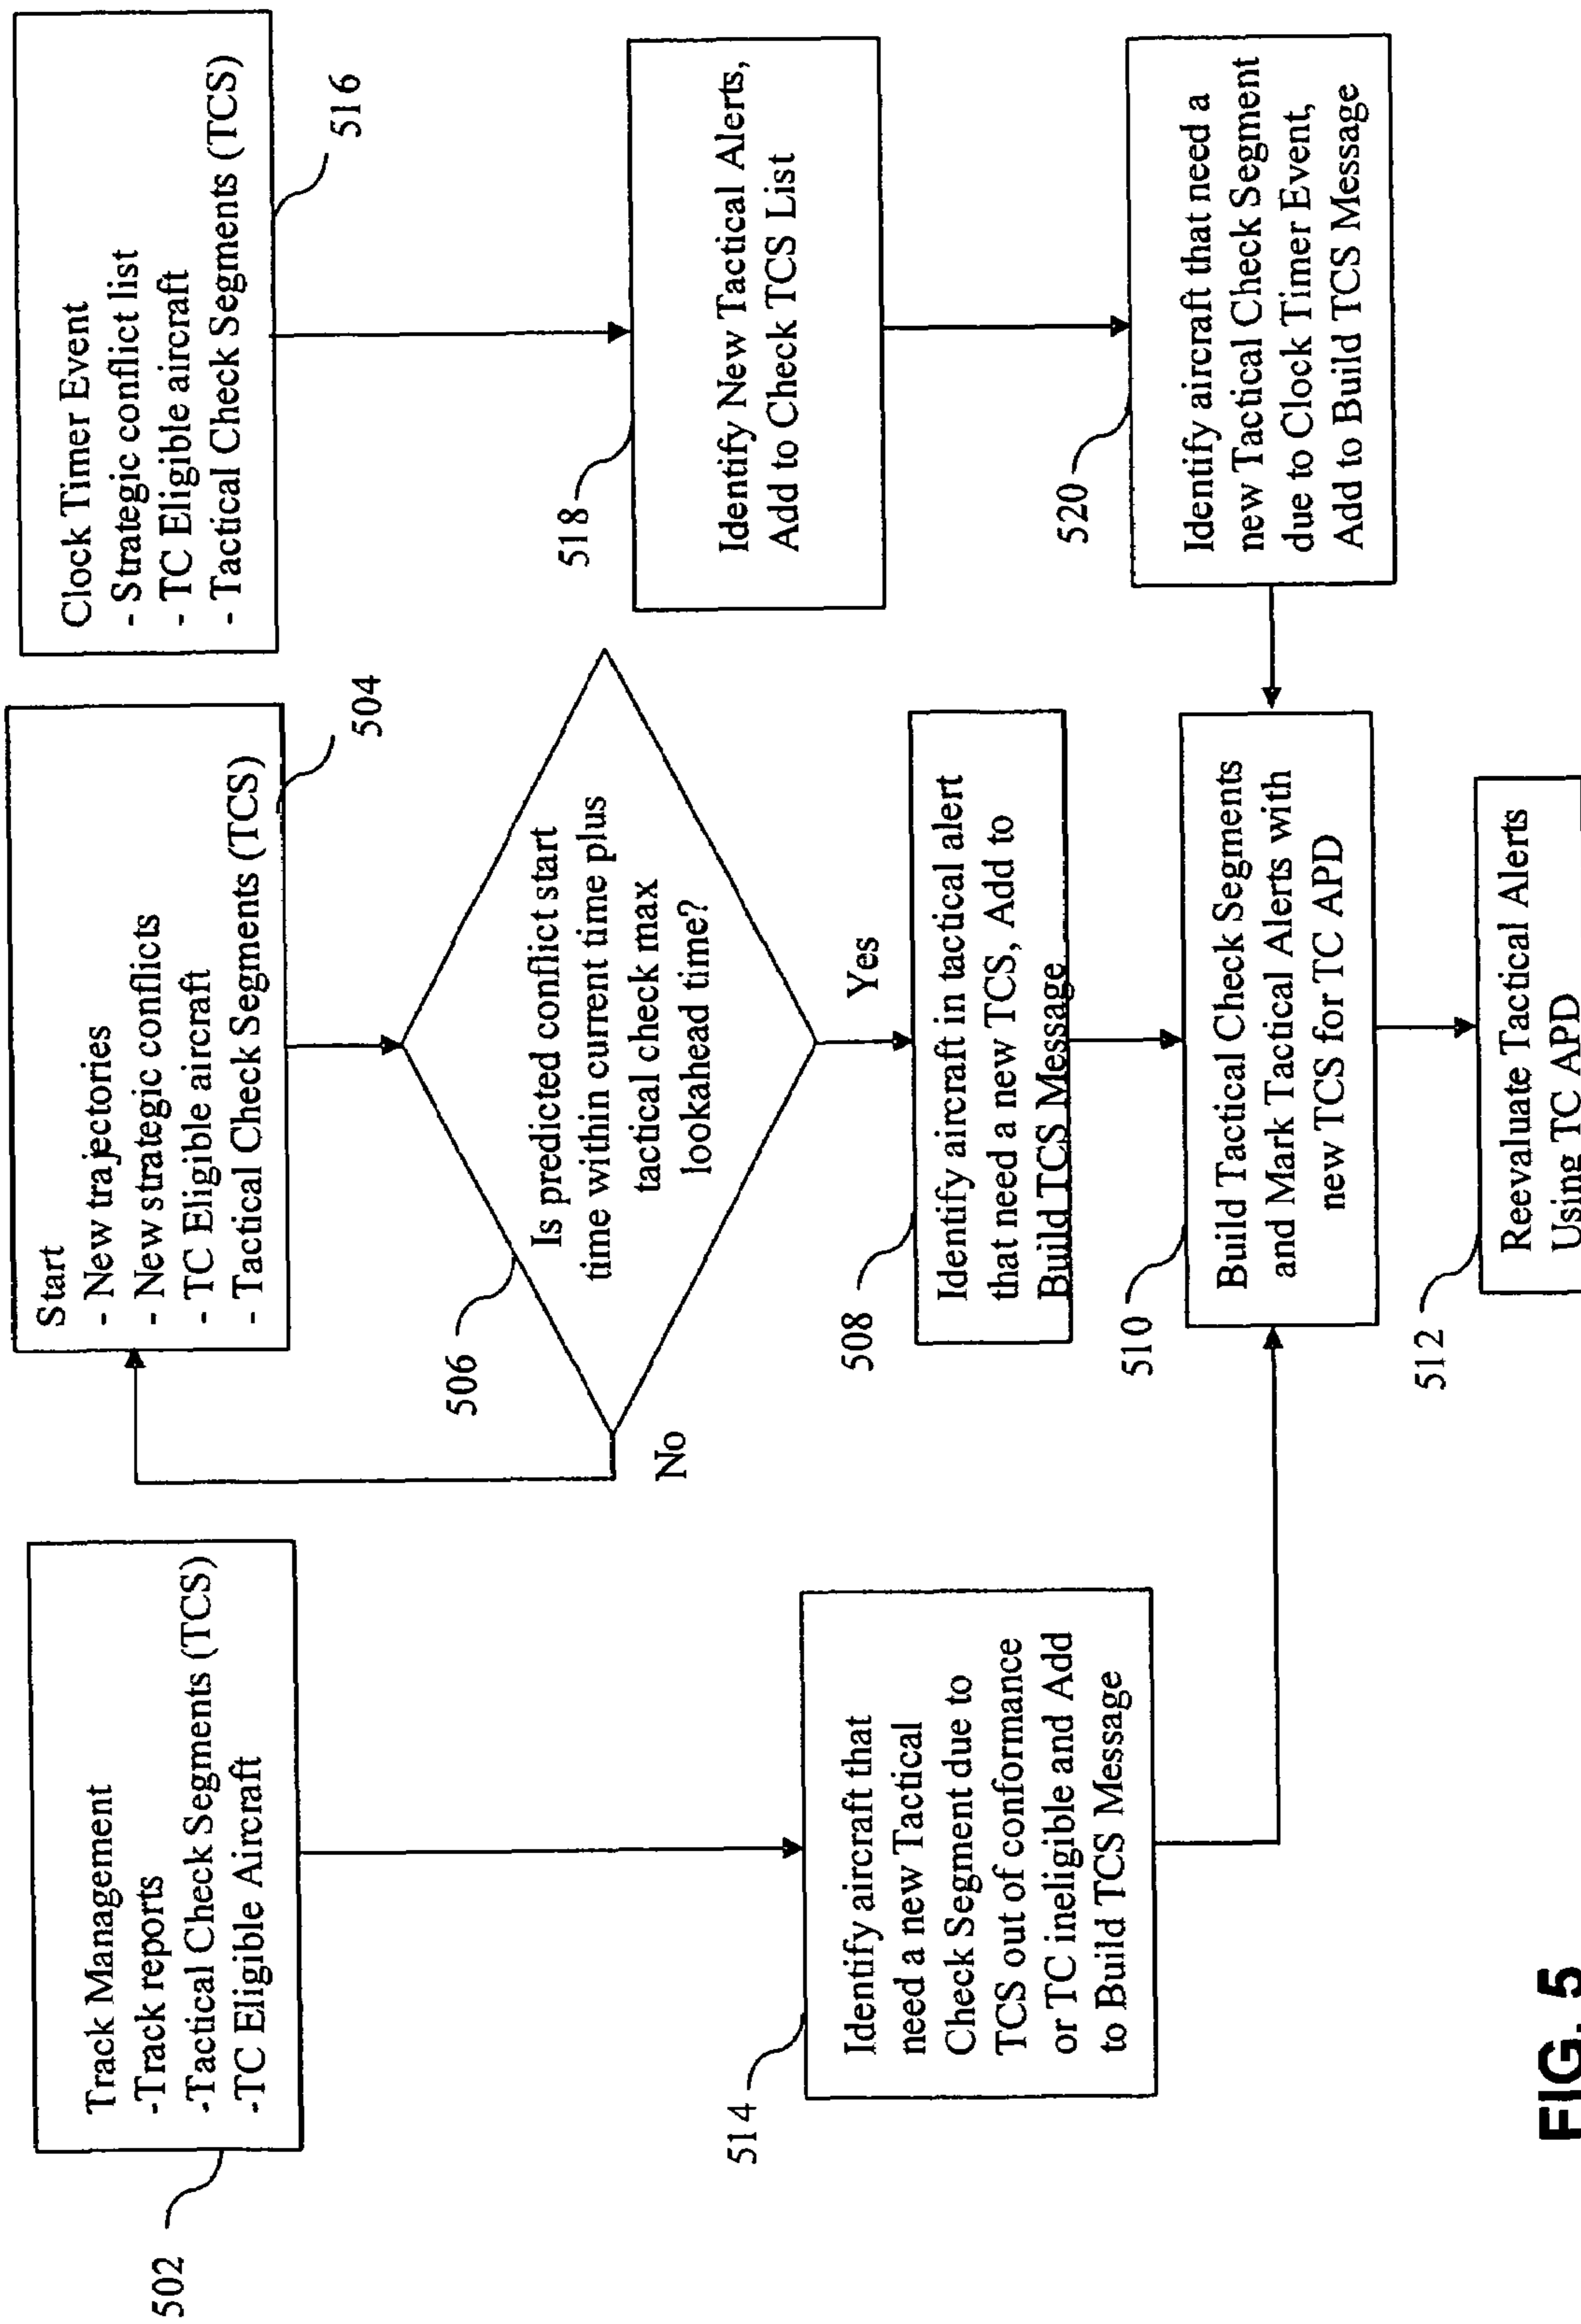 502
Track Management
-Track reports
-Tactical Check Segments (TCS)
-TC Eligible Aircraft
514
Identify aircraft that
need a new Tactical
Check Segment due to
TCS out of conformance
or TC ineligible and Add
to Build TCS Message
Start
- New trajectories
- New strategic conflicts
- TC Eligible aircraft
- Tactical Check Segments (TCS)
504
506
Is predicted conflict start
time within current time plus
tactical check max
lookahead time?
No
Yes
508
Identify aircraft in tactical alert
that need a new TCS, Add to
Build TCS Message
510
Build Tactical Check Segments
and Mark Tactical Alerts with
new TCS for TC APD
512
Reevaluate Tactical Alerts
Using TC APD
Clock Timer Event
- Strategic conflict list
- TC Eligible aircraft
- Tactical Check Segments (TCS)
516
518
Identify New Tactical Alerts,
Add to Check TCS List
520
Identify aircraft that need a
new Tactical Check Segment
due to Clock Timer Event,
Add to Build TCS Message
FIG. 5